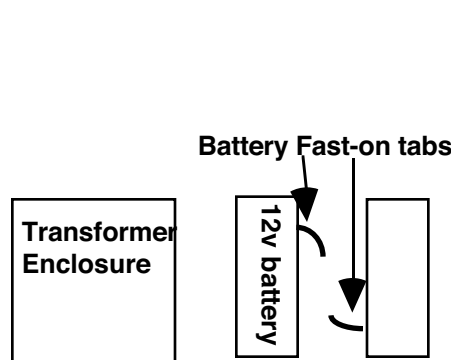 Battery Fast-on tabs
Transformer
Enclosure
12v battery